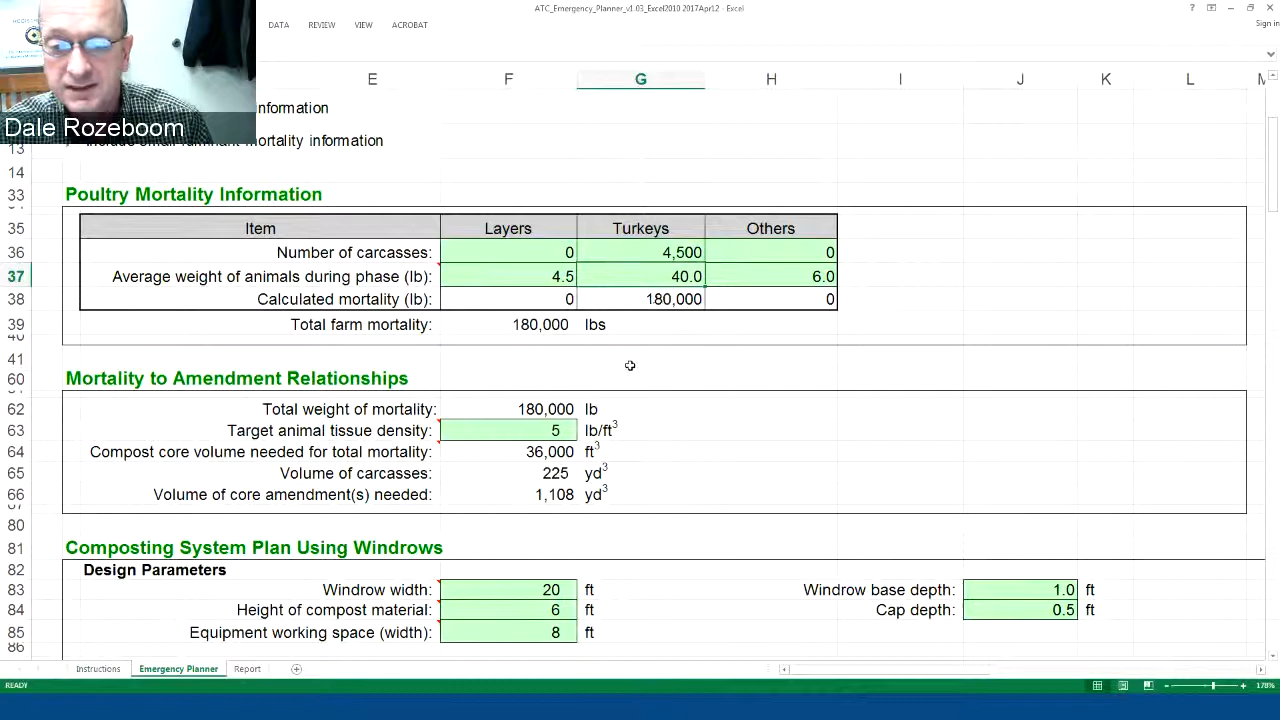 ATC_Emergency_Planner_v1.03_Excel2010 2017Apr12 - Excel
Sign in
DATA REVIEW VIEW ACROBAT
E F G H I J K L M
Dale Rozeboom
information
13 include small ruminant mortality information
14
33 Poultry Mortality Information
35 Item Layers Turkeys Others
36 Number of carcasses: 0 4,500 0
37 Average weight of animals during phase (lb): 4.5 40.0 6.0
38 Calculated mortality (lb): 0 180,000 0
39 Total farm mortality: 180,000 lbs
40
41
60 Mortality to Amendment Relationships
62 Total weight of mortality: 180,000 lb
63 Target animal tissue density: 5 lb/ft3
64 Compost core volume needed for total mortality: 36,000 ft3
65 Volume of carcasses: 225 yd3
66 Volume of core amendment(s) needed: 1,108 yd3
67
80
81 Composting System Plan Using Windrows
82 Design Parameters
83 Windrow width: 20 ft Windrow base depth: 1.0 ft
84 Height of compost material: 6 ft Cap depth: 0.5 ft
85 Equipment working space (width): 8 ft
86
Instructions Emergency Planner Report
READY 178%